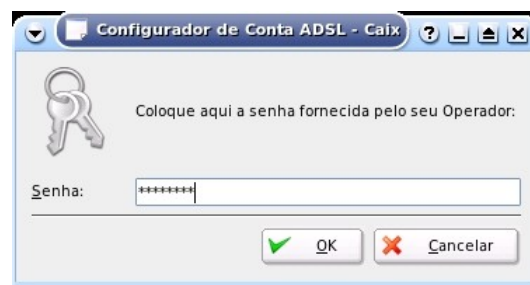 Configurador de Conta ADSL - Caix
Coloque aqui a senha fornecida pelo seu Operador:
Senha: ********
OK Cancelar